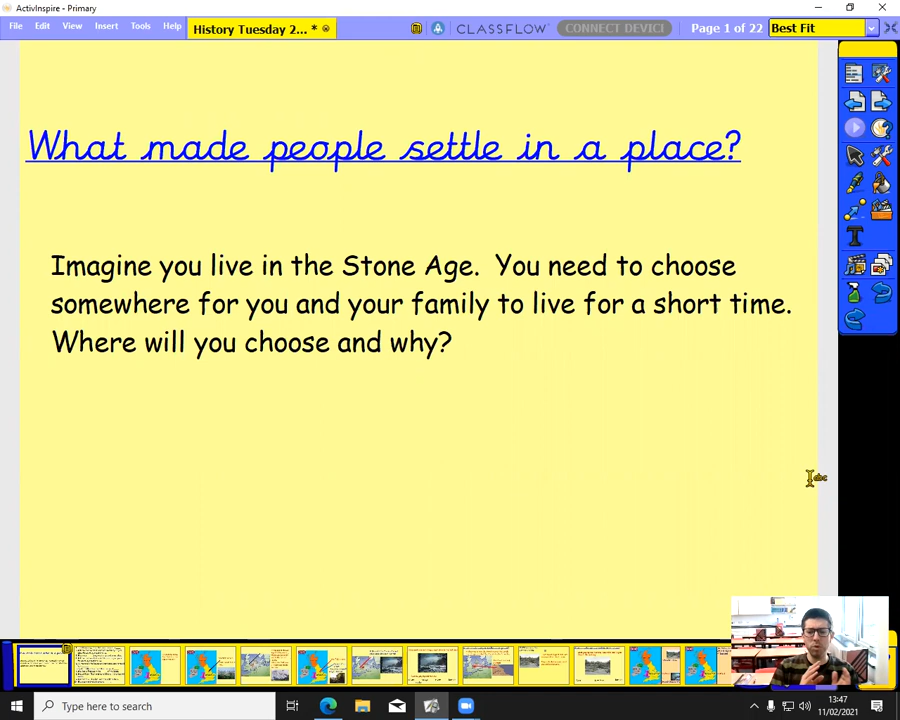 ActivInspire - Primary
File Edit View Insert Tools Help History Tuesday 2... * CLASSFLOW CONNECT DEVICE Page 1 of 22 Best Fit
What made people settle in a place?
Imagine you live in the Stone Age. You need to choose
somewhere for you and your family to live for a short time.
Where will you choose and why?
abc
Type here to search
13:47
11/02/2021